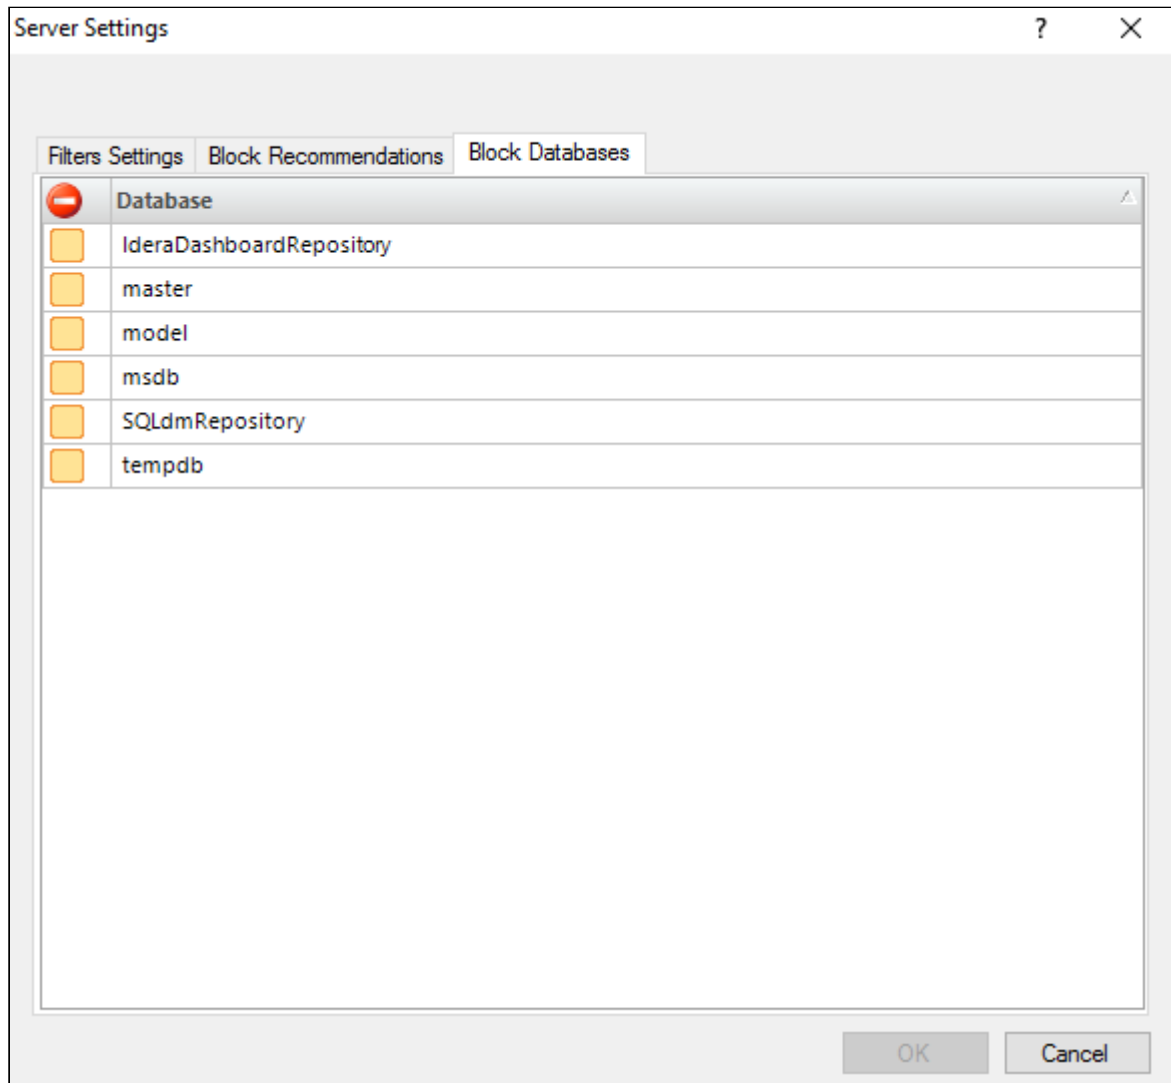 Server Settings
?
Filters Settings Block Recommendations Block Databases
Database
IderaDashboardRepository
master
model
msdb
SQLdmRepository
tempdb
OK Cancel